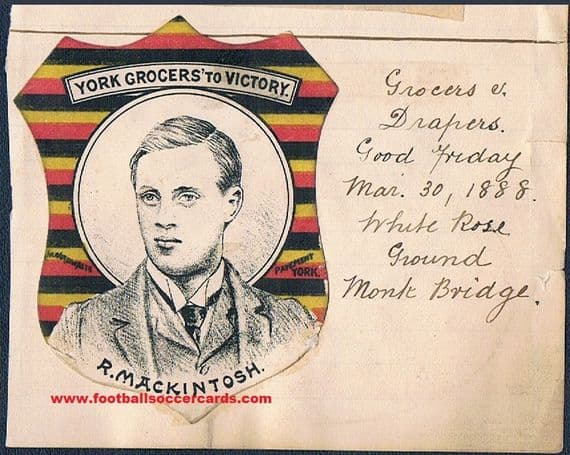 YORK GROCERS' TO VICTORY.
PAVEMENT
YORK.
R. MACKINTOSH.
www.footballsoccercards.com
Grocers v.
Drapers.
Good Friday
Mar. 30, 1888.
White Rose
Ground
Monk Bridge.